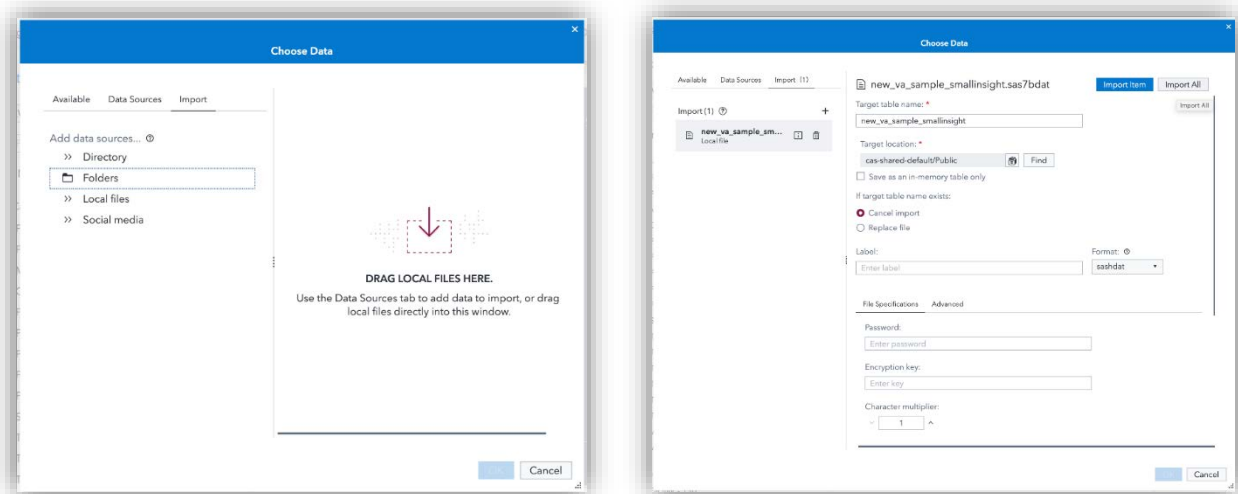 Choose Data
Available Data Sources Import
Add data sources...
Directory
Folders
Local files
Social media
DRAG LOCAL FILES HERE.
Use the Data Sources tab to add data to import, or drag
local files directly into this window.
OK Cancel
Choose Data
Available Data Sources Import (1)
Import (1)
new_va_sample_sm...
Local file
new_va_sample_smallinsight.sas7bdat
Import Item Import All
Import All
Target table name: *
new_va_sample_smallinsight
Target location: *
cas-shared-default/Public Find
Save as an in-memory table only
If target table name exists:
Cancel import
Replace file
Label: Format:
Enter label sashdat
File Specifications Advanced
Password:
Enter password
Encryption key:
Enter key
Character multiplier:
1
Cancel